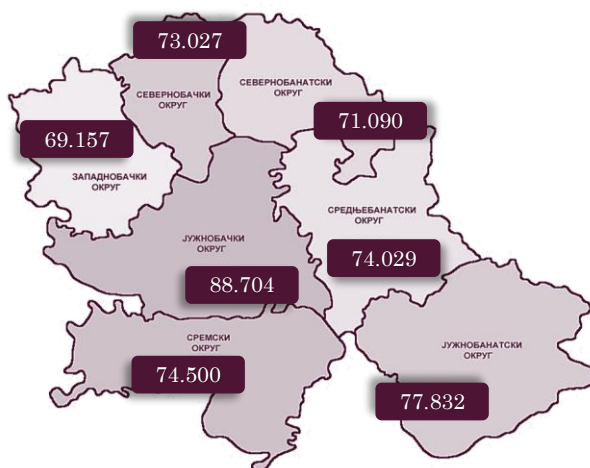 73.027
СЕВЕРНОБАЧКИ
ОКРУГ
СЕВЕРНОБАНАТСКИ
ОКРУГ
71.090
69.157
ЗАПАДНОБАЧКИ
ОКРУГ
СРЕДЊЕБАНАТСКИ
ОКРУГ
74.029
ЈУЖНОБАЧКИ
ОКРУГ
88.704
СРЕМСКИ
ОКРУГ
74.500
ЈУЖНОБАНАТСКИ
ОКРУГ
77.832